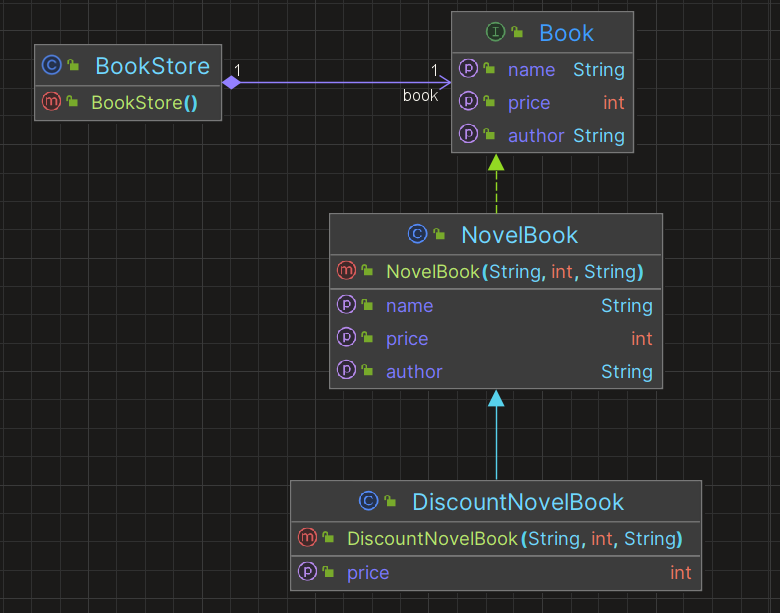 BookStore
BookStore()
1
1
book
Book
name String
price int
author String
NovelBook
NovelBook(String, int, String)
name String
price int
author String
DiscountNovelBook
DiscountNovelBook(String, int, String)
price int